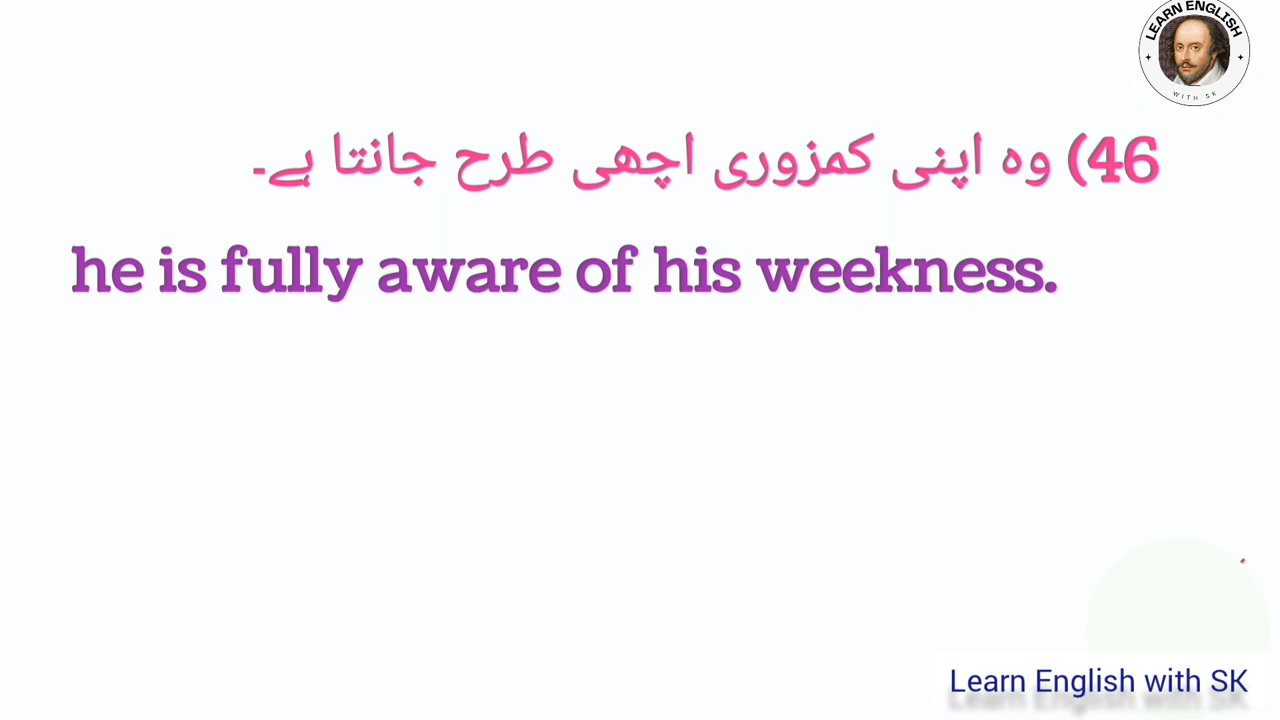 LEARN ENGLISH
WITH SK
46) وہ اپنی کمزوری اچھی طرح جانتا ہے۔
he is fully aware of his weekness.
Learn English with SK